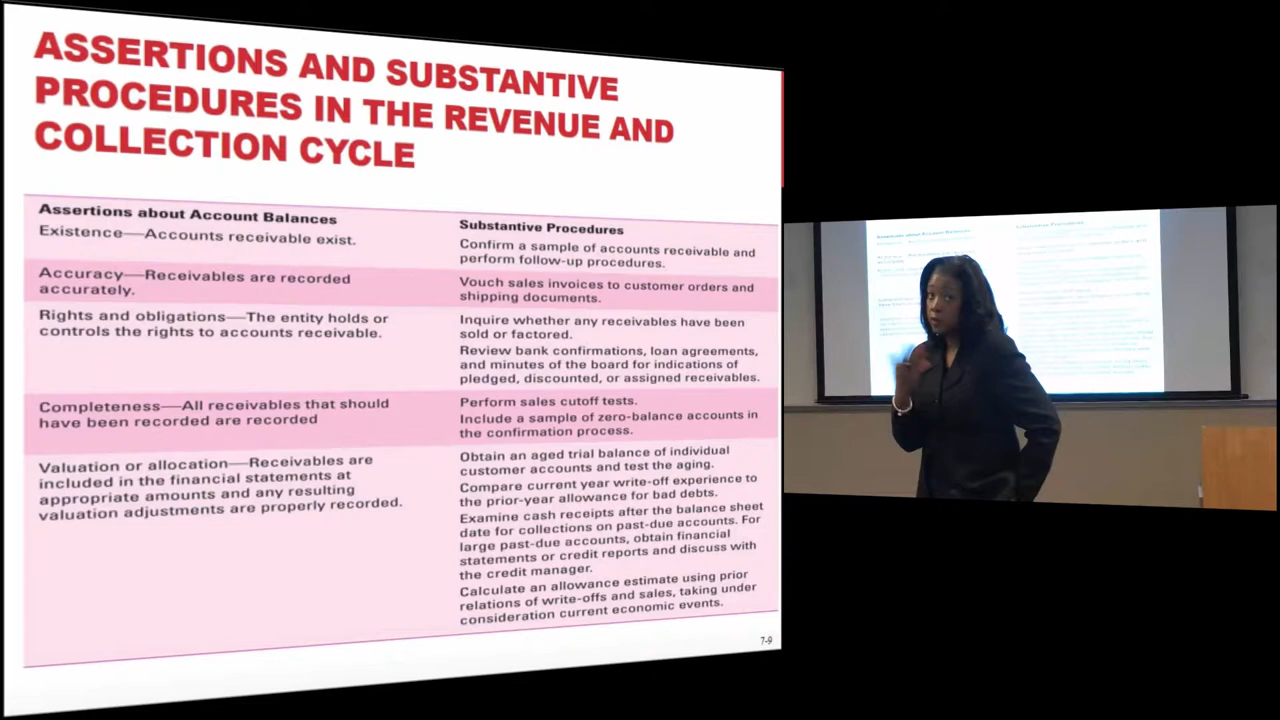 ASSERTIONS AND SUBSTANTIVE
PROCEDURES IN THE REVENUE AND
COLLECTION CYCLE
Assertions about Account Balances
Substantive Procedures
Existence—Accounts receivable exist.
Confirm a sample of accounts receivable and
perform follow-up procedures.
Accuracy—Receivables are recorded
accurately.
Vouch sales invoices to customer orders and
shipping documents.
Rights and obligations—The entity holds or
controls the rights to accounts receivable.
Inquire whether any receivables have been
sold or factored.
Review bank confirmations, loan agreements,
and minutes of the board for indications of
pledged, discounted, or assigned receivables.
Completeness—All receivables that should
have been recorded are recorded
Perform sales cutoff tests.
Include a sample of zero-balance accounts in
the confirmation process.
Valuation or allocation—Receivables are
included in the financial statements at
appropriate amounts and any resulting
valuation adjustments are properly recorded.
Obtain an aged trial balance of individual
customer accounts and test the aging.
Compare current year write-off experience to
the prior-year allowance for bad debts.
Examine cash receipts after the balance sheet
date for collections on past-due accounts. For
large past-due accounts, obtain financial
statements or credit reports and discuss with
the credit manager.
Calculate an allowance estimate using prior
relations of write-offs and sales, taking under
consideration current economic events.
7-9
Assertions about Account Balances
Substantive Procedures